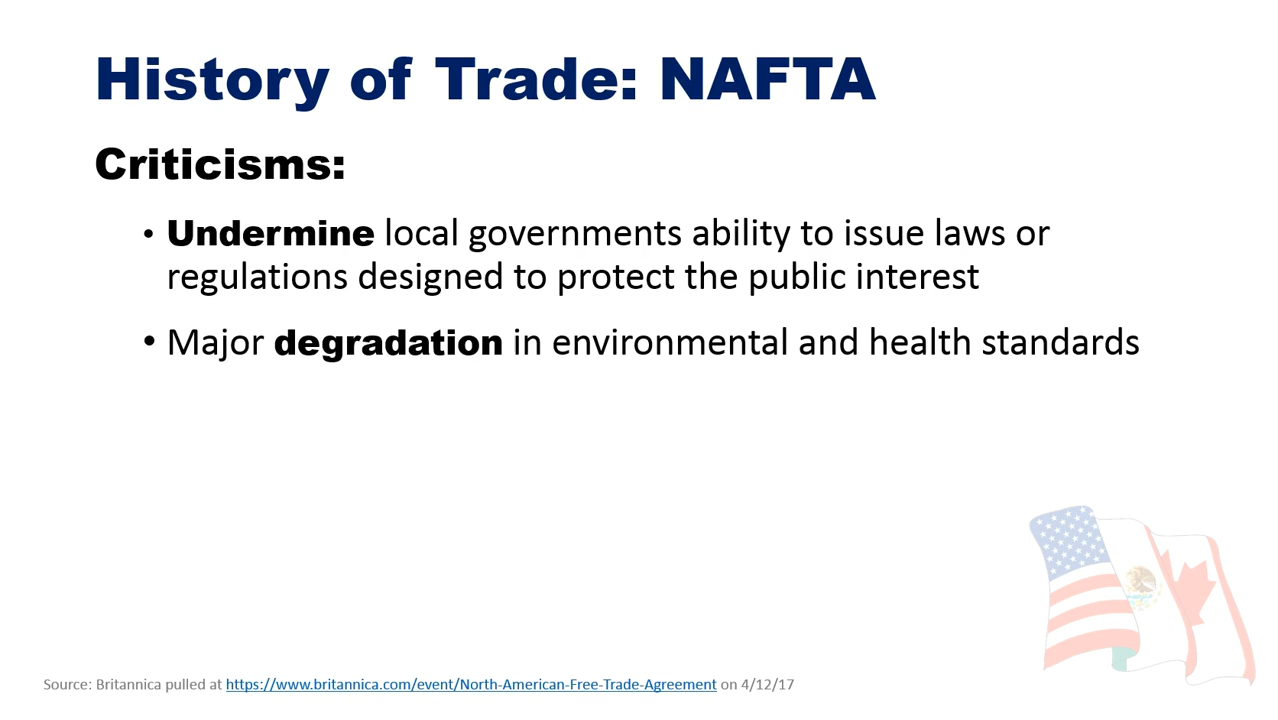 History of Trade: NAFTA
Criticisms:
• Undermine local governments ability to issue laws or
regulations designed to protect the public interest
• Major degradation in environmental and health standards
Source: Britannica pulled at https://www.britannica.com/event/North-American-Free-Trade-Agreement on 4/12/17